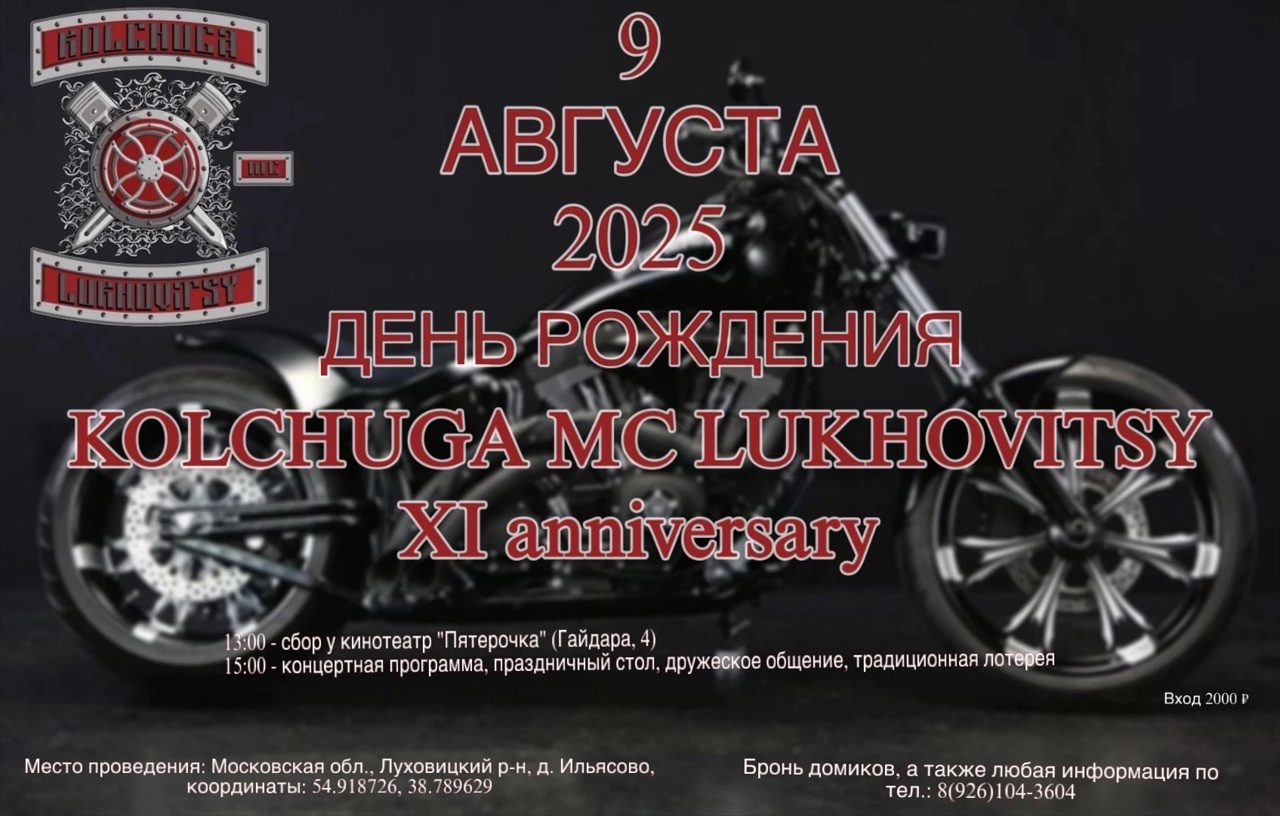 KOLCHUGA
MC
LUKHOVITSY
9
АВГУСТА
2025
ДЕНЬ РОЖДЕНИЯ
KOLCHUGA MC LUKHOVITSY
XI anniversary
13:00 - сбор у кинотеатр "Пятерочка" (Гайдара, 4)
15:00 - концертная программа, праздничный стол, дружеское общение, традиционная лотерея
Вход 2000 ₽
Место проведения: Московская обл., Луховицкий р-н, д. Ильясово,
координаты: 54.918726, 38.789629
Бронь домиков, а также любая информация по
тел.: 8(926)104-3604